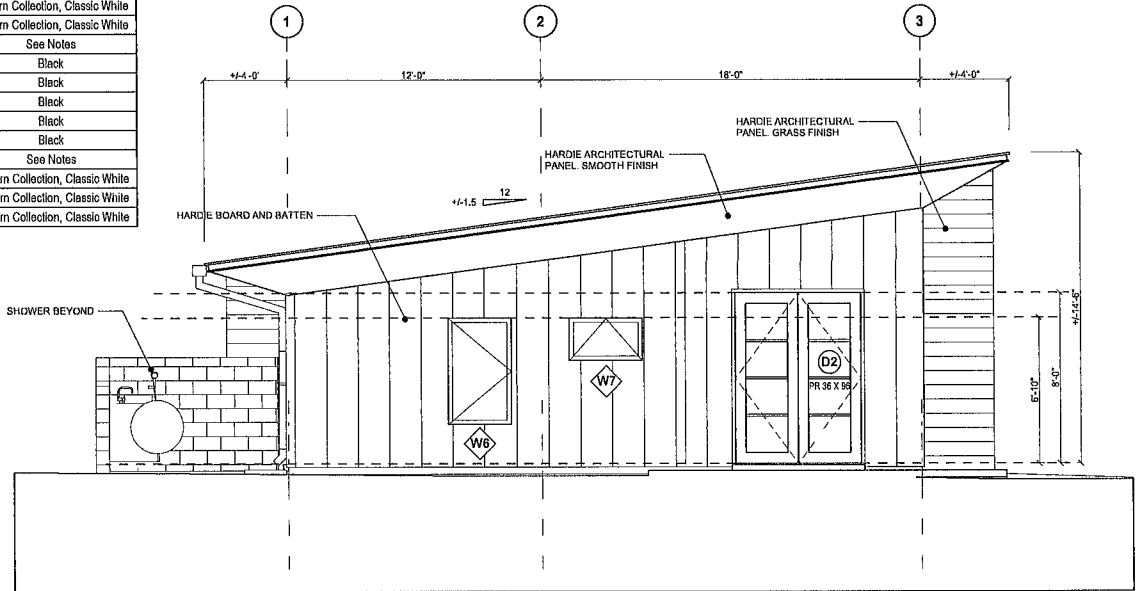 rn Collection, Classic White
rn Collection, Classic White
See Notes
Black
Black
Black
Black
Black
See Notes
rn Collection, Classic White
rn Collection, Classic White
rn Collection, Classic White
1
2
3
+/-4'-0"
12'-0"
18'-0"
+/-4'-0"
HARDIE ARCHITECTURAL
PANEL. GRASS FINISH
HARDIE ARCHITECTURAL
PANEL. SMOOTH FINISH
12
+/-1.5
HARDIE BOARD AND BATTEN
SHOWER BEYOND
W6
W7
D2
PR 36 X 96
6'-10"
8'-0"
+/-14'-6"